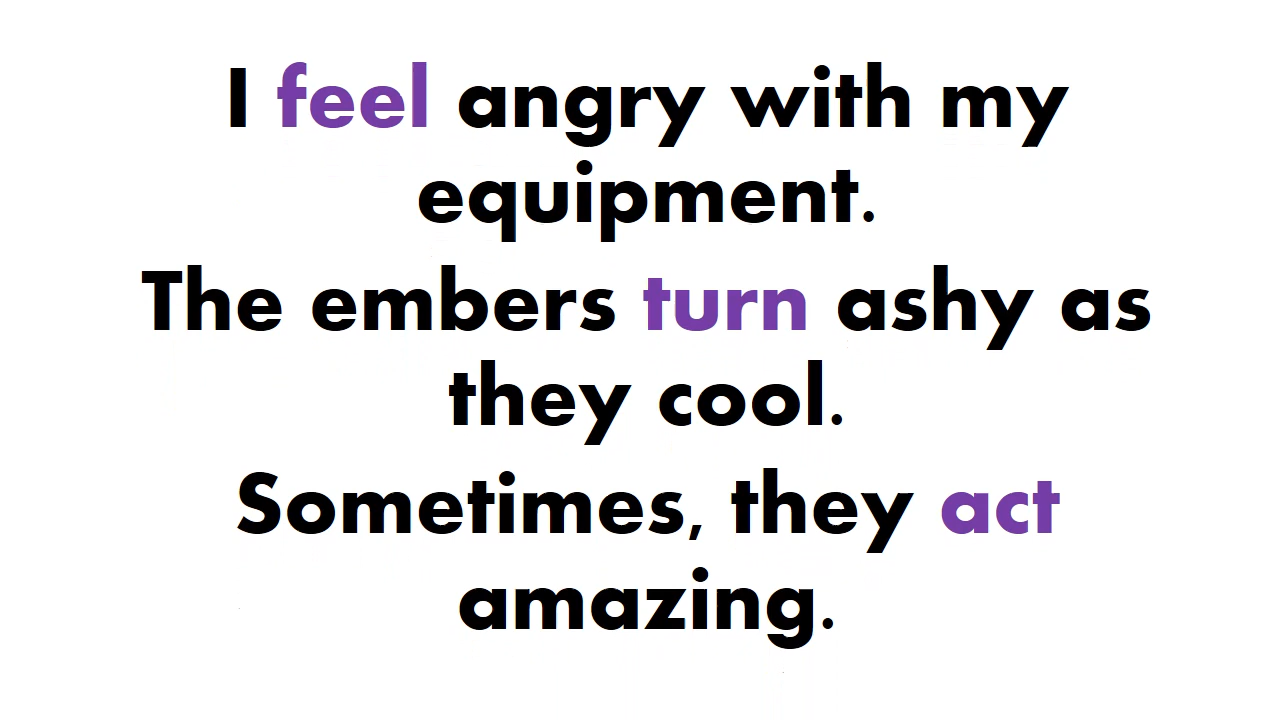 I feel angry with my
equipment.
The embers turn ashy as
they cool.
Sometimes, they act
amazing.